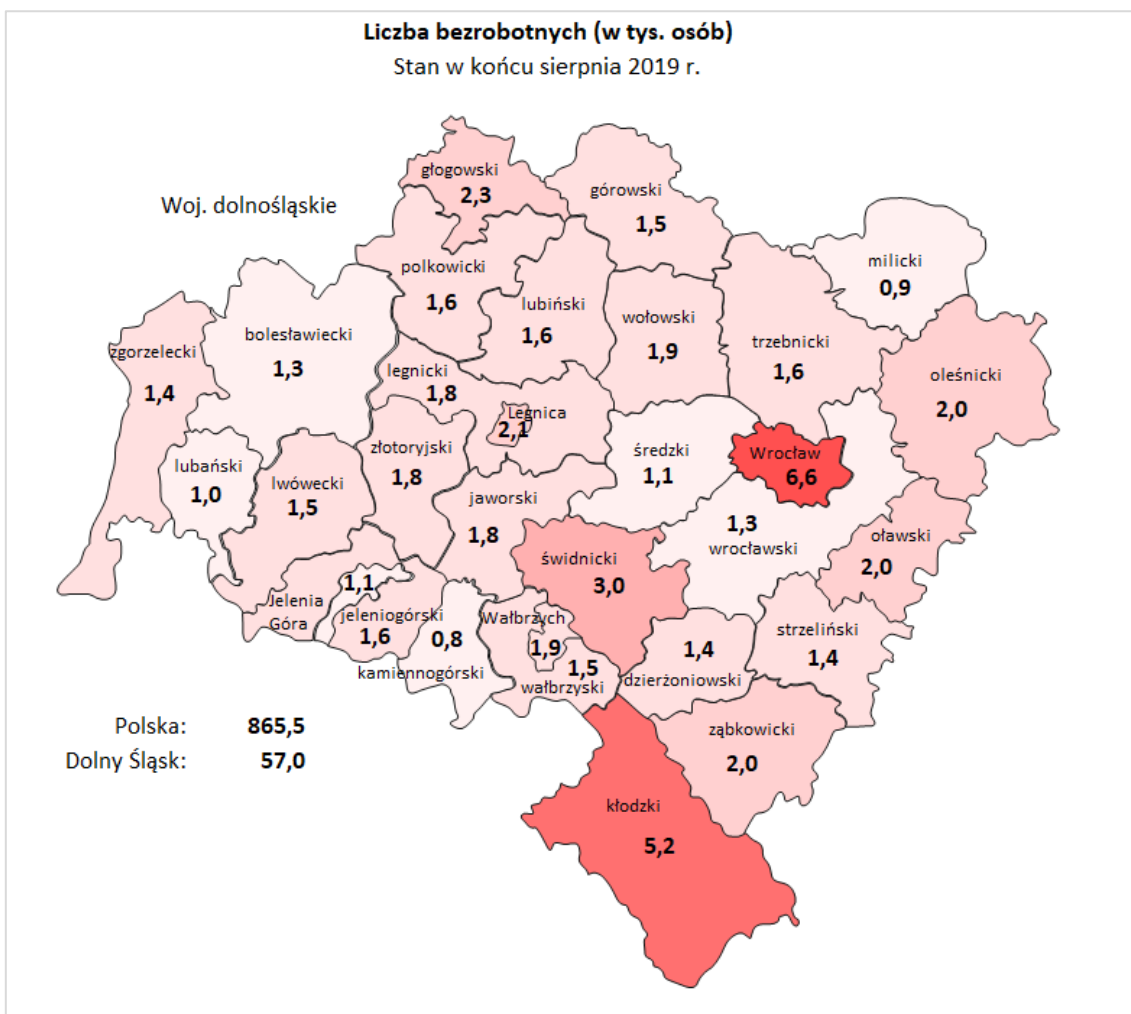 Liczba bezrobotnych (w tys. osób)
Stan w końcu sierpnia 2019 r.
Woj. dolnośląskie
głogowski
2,3
górowski
1,5
milicki
0,9
polkowicki
1,6
lubiński
1,6
wołowski
1,9
trzebnicki
1,6
bolesławiecki
1,3
zgorzelecki
1,4
oleśnicki
2,0
legnicki
1,8
Legnica
2,1
złotoryjski
1,8
średzki
1,1
Wrocław
6,6
lubański
1,0
lwówecki
1,5
jaworski
1,8
1,3
wrocławski
oławski
2,0
świdnicki
3,0
Jelenia
Góra
1,1
jeleniogórski
1,6
0,8
kamiennogórski
Wałbrzych
1,9
1,5
wałbrzyski
1,4
dzierżoniowski
strzeliński
1,4
ząbkowicki
2,0
kłodzki
5,2
Polska: 865,5
Dolny Śląsk: 57,0